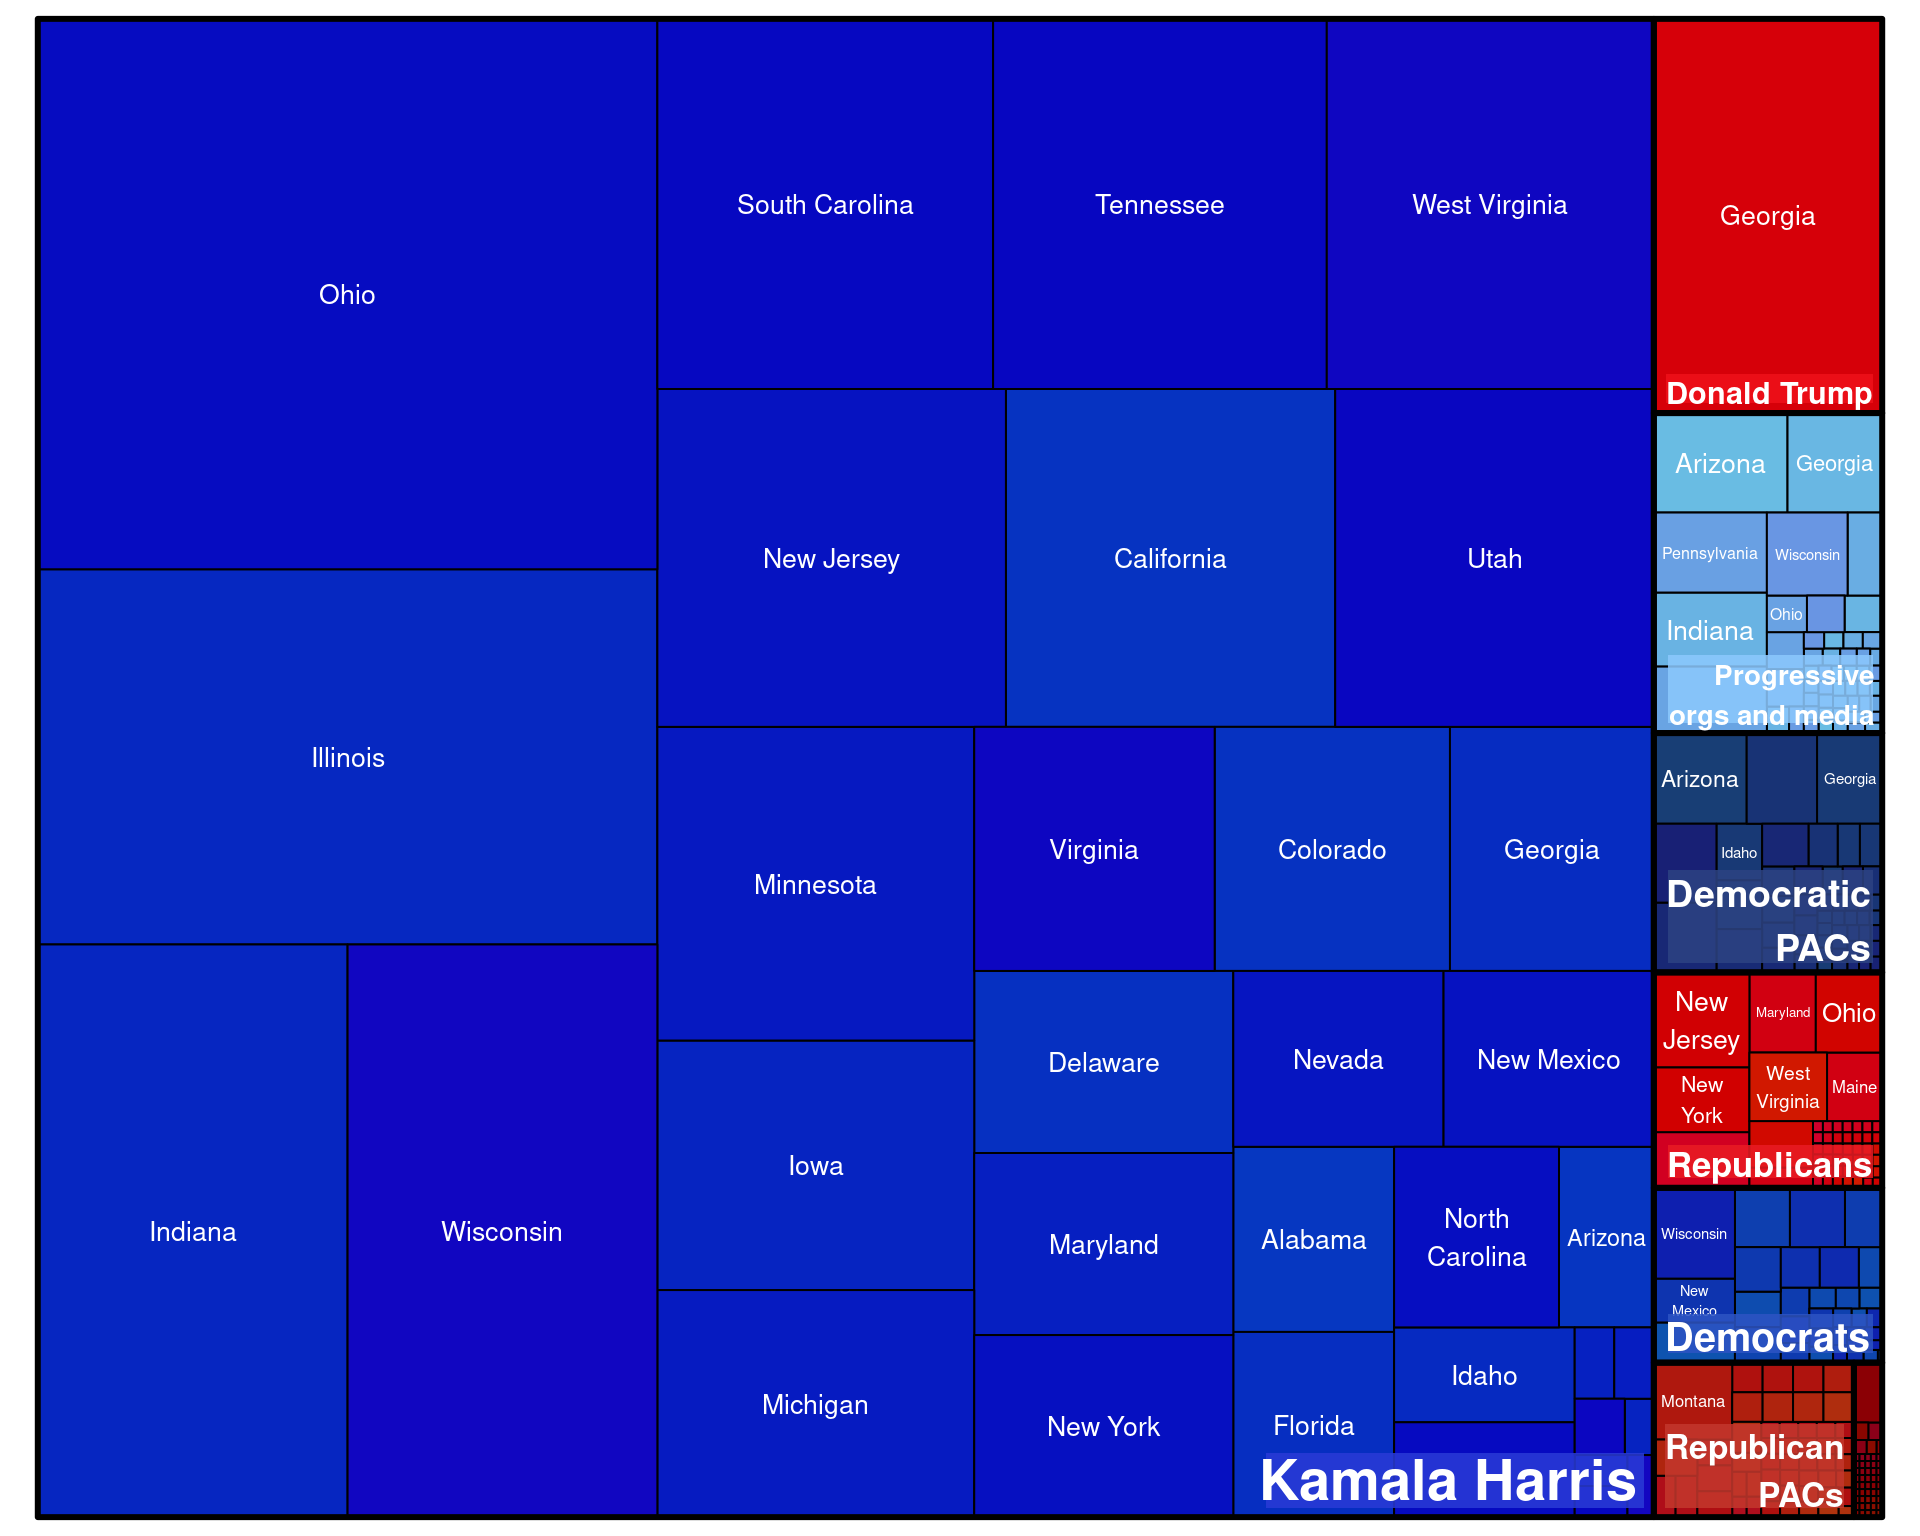 Ohio
South Carolina
Tennessee
West Virginia
New Jersey
California
Utah
Illinois
Minnesota
Virginia
Colorado
Georgia
Indiana
Wisconsin
Iowa
Michigan
Delaware
Nevada
New Mexico
Maryland
New York
Alabama
North
Carolina
Arizona
Florida
Idaho
Kamala Harris
Georgia
Donald Trump
Arizona
Georgia
Pennsylvania
Wisconsin
Indiana
Ohio
Progressive
orgs and media
Arizona
Georgia
Idaho
Democratic
PACs
New
Jersey
Maryland
Ohio
New
York
West
Virginia
Maine
Republicans
Wisconsin
New
Mexico
Democrats
Montana
Republican
PACs